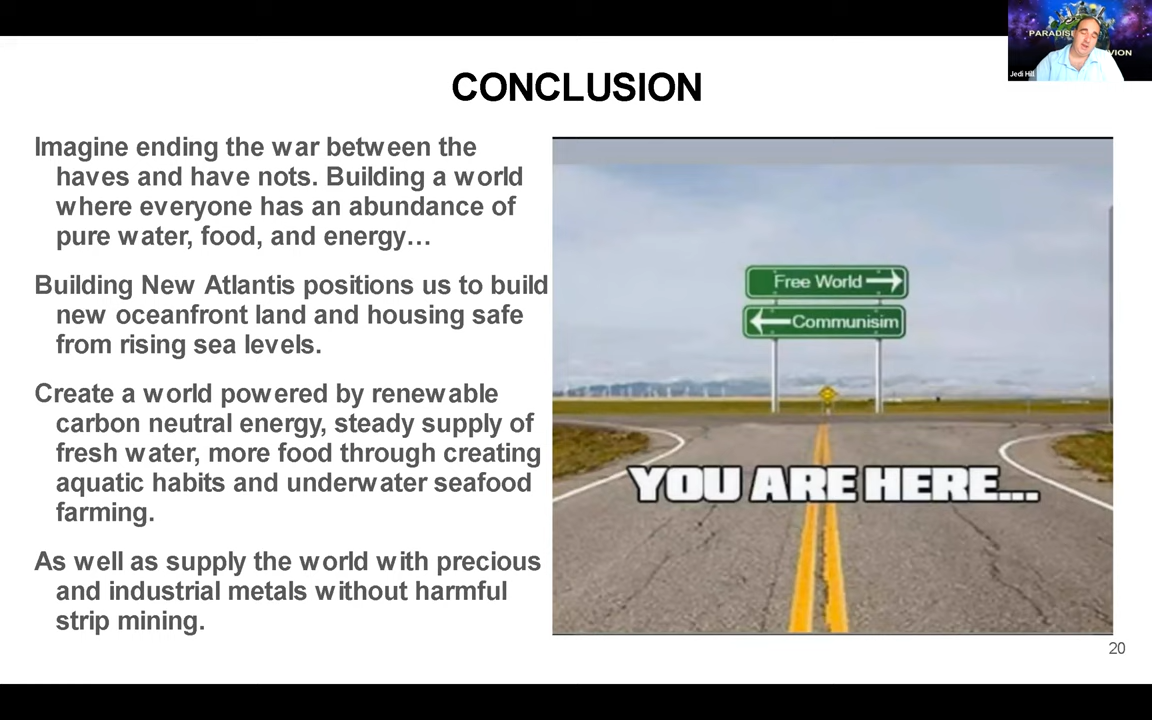 CONCLUSION
Imagine ending the war between the
haves and have nots. Building a world
where everyone has an abundance of
pure water, food, and energy…
Building New Atlantis positions us to build
new oceanfront land and housing safe
from rising sea levels.
Create a world powered by renewable
carbon neutral energy, steady supply of
fresh water, more food through creating
aquatic habits and underwater seafood
farming.
As well as supply the world with precious
and industrial metals without harmful
strip mining.
Free World
Communisim
YOU ARE HERE...
20
Jedi Hill